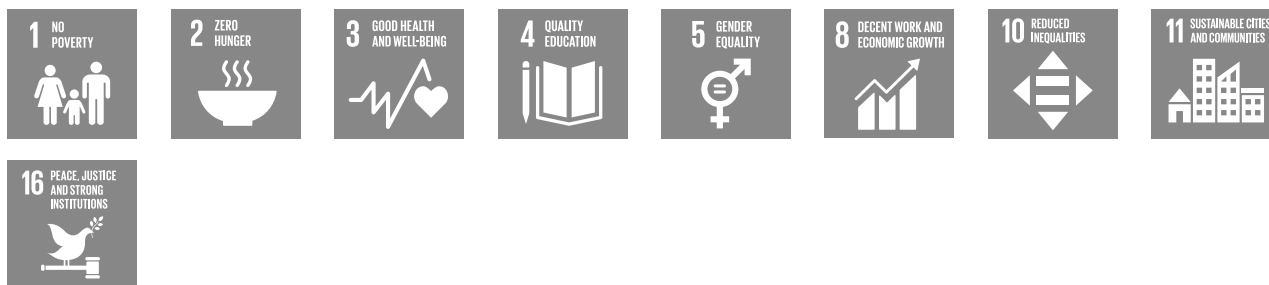 1 NO
POVERTY
2 ZERO
HUNGER
3 GOOD HEALTH
AND WELL-BEING
4 QUALITY
EDUCATION
5 GENDER
EQUALITY
8 DECENT WORK AND
ECONOMIC GROWTH
10 REDUCED
INEQUALITIES
11 SUSTAINABLE CITIES
AND COMMUNITIES
16 PEACE, JUSTICE
AND STRONG
INSTITUTIONS